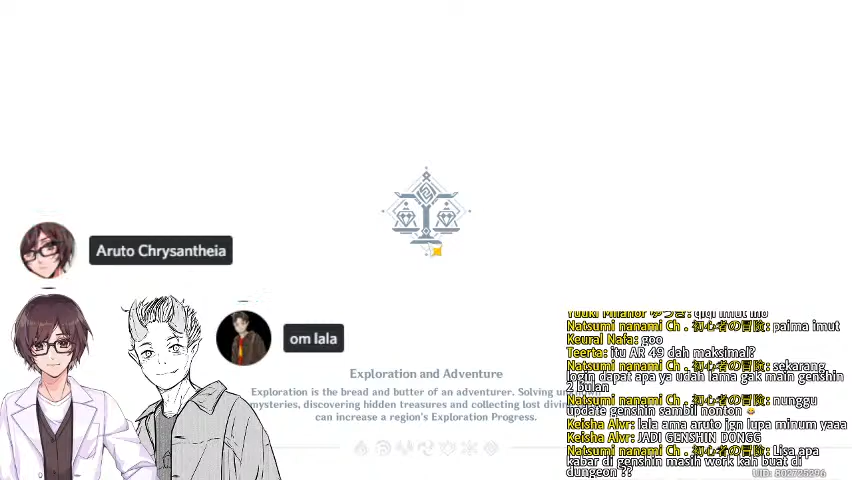 Aruto Chrysantheia
om lala
Exploration and Adventure
Exploration is the bread and butter of an adventurer. Solving
mysteries, discovering hidden treasures and collecting lost
can increase a region's Exploration Progress.
qiqi imut
Natsumi nanami Ch . 初心者の冒険: paima imut
Keural Nafa: goo
Teerta: itu AR 49 dah maksimal?
Natsumi nanami Ch . 初心者の冒険: sekarang
login dapat apa ya udah lama gak main genshin
2 bulan
Natsumi nanami Ch . 初心者の冒険: nunggu
update genshin sambil nonton
Keisha Alvr: lala ama aruto jgn lupa minum yaaa
Keisha Alvr: JADI GENSHIN DONGG
Natsumi nanami Ch . 初心者の冒険: Lisa apa
kabar di genshin masih work kah buat di
dungeon ??
UID: 802725296